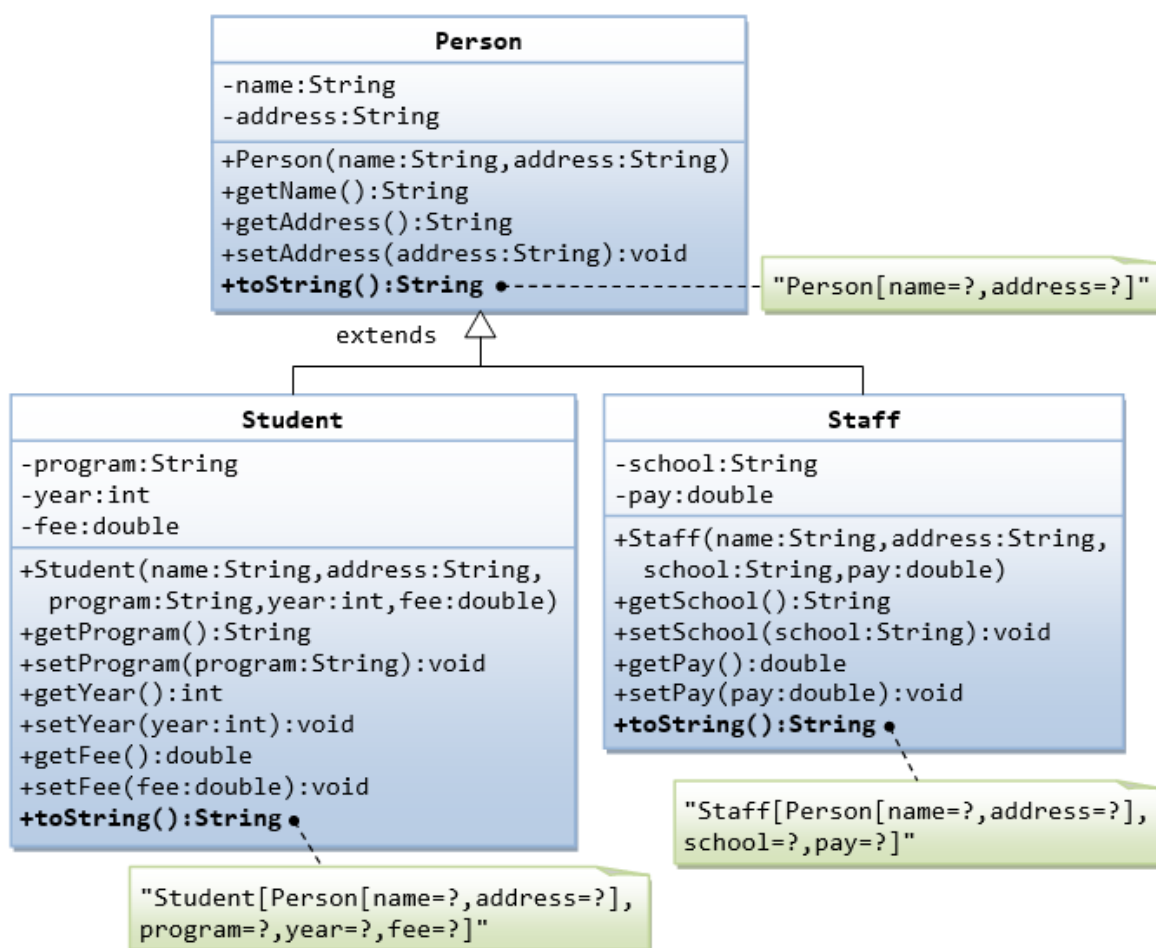 Person
-name:String
-address:String
+Person(name:String,address:String)
+getName():String
+getAddress():String
+setAddress(address:String):void
+toString():String
"Person[name=?,address=?]"
extends
Student
-program:String
-year:int
-fee:double
+Student(name:String,address:String,
program:String,year:int,fee:double)
+getProgram():String
+setProgram(program:String):void
+getYear():int
+setYear(year:int):void
+getFee():double
+setFee(fee:double):void
+toString():String
"Student[Person[name=?,address=?],
program=?,year=?,fee=?]"
Staff
-school:String
-pay:double
+Staff(name:String,address:String,
school:String,pay:double)
+getSchool():String
+setSchool(school:String):void
+getPay():double
+setPay(pay:double):void
+toString():String
"Staff[Person[name=?,address=?],
school=?,pay=?]"